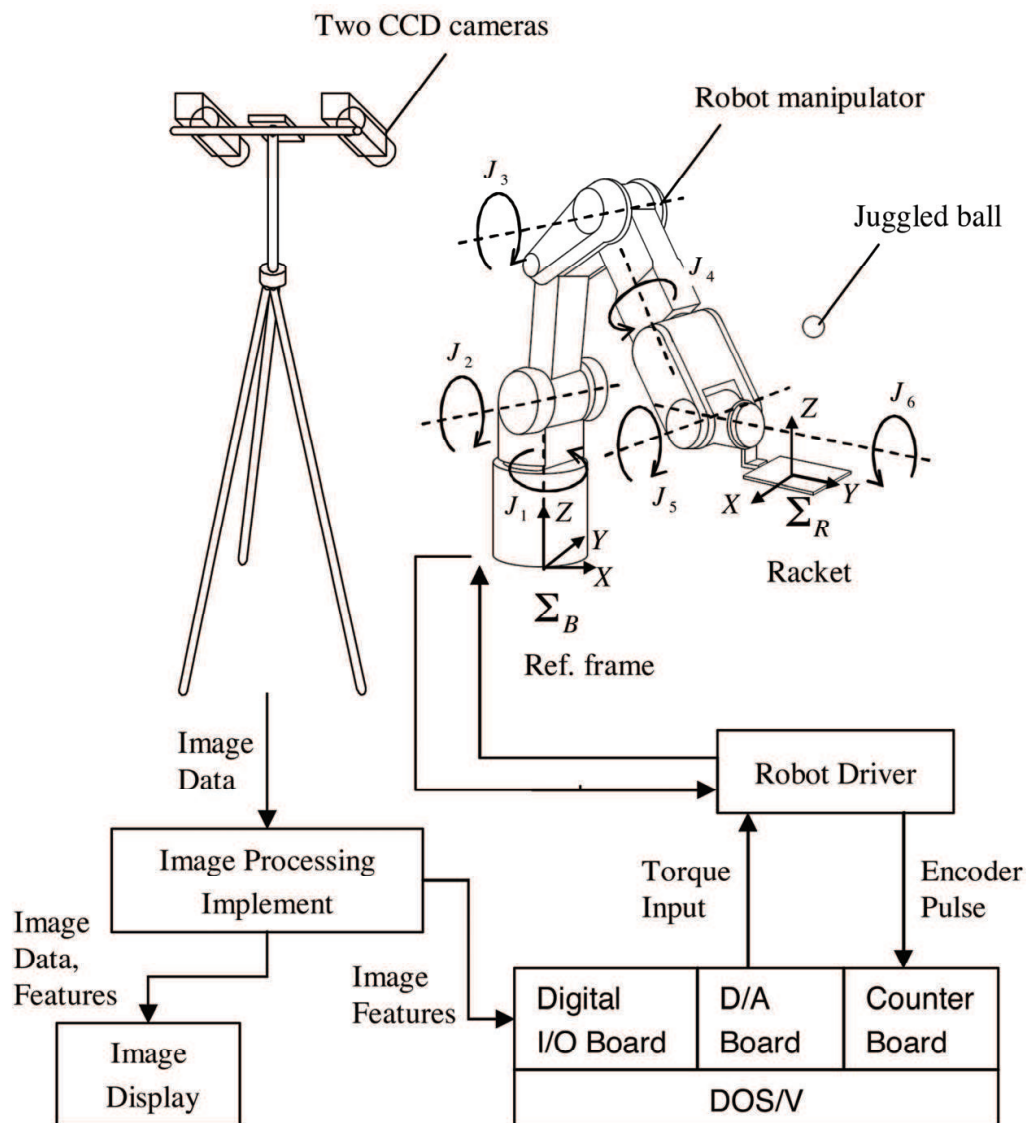 Two CCD cameras
Robot manipulator
J3
Juggled ball
J4
J2
J6
Z
J5
X
Y
ΣR
J1
Z
Y
X
Racket
ΣB
Ref. frame
Image
Data
Robot Driver
Image Processing
Implement
Torque
Input
Encoder
Pulse
Image
Data,
Features
Image
Features
Digital
I/O Board
D/A
Board
Counter
Board
Image
Display
DOS/V